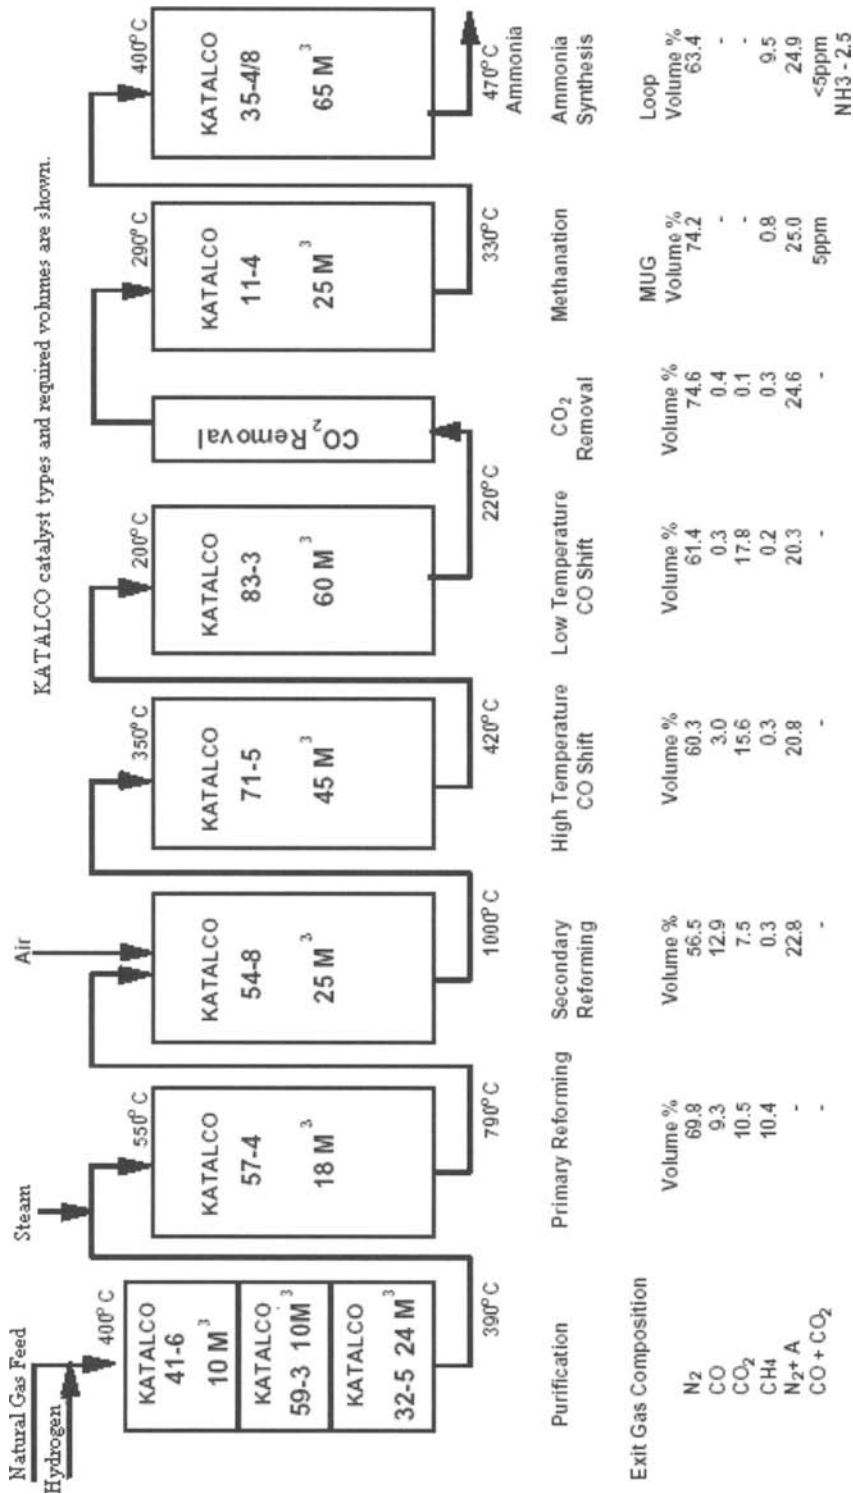 KATALCO catalyst types and required volumes are shown.
Natural Gas Feed
Hydrogen
Steam
Air
400°C
550°C
350°C
200°C
290°C
400°C
KATALCO
41-6
10 M³
KATALCO
59-3 10M³
KATALCO
32-5 24 M³
KATALCO
57-4
18 M³
KATALCO
54-8
25 M³
KATALCO
71-5
45 M³
KATALCO
83-3
60 M³
CO₂ Removal
KATALCO
11-4
25 M³
KATALCO
35-4/8
65 M³
390°C
790°C
1000°C
420°C
220°C
330°C
470°C
Ammonia
Purification
Primary Reforming
Secondary
Reforming
High Temperature
CO Shift
Low Temperature
CO Shift
CO₂
Removal
Methanation
Ammonia
Synthesis
Exit Gas Composition
MUG
Loop
Volume % Volume % Volume % Volume % Volume % Volume % Volume %
N₂ 69.8 56.5 60.3 61.4 74.6 74.2 63.4
CO 9.3 12.9 3.0 0.3 0.4 - -
CO₂ 10.5 7.5 15.6 17.8 0.1 - -
CH₄ 10.4 0.3 0.3 0.2 0.3 0.8 9.5
N₂+ A - 22.8 20.8 20.3 24.6 25.0 24.9
CO + CO₂ - - - - - 5ppm <5ppm
NH3 - 2.5